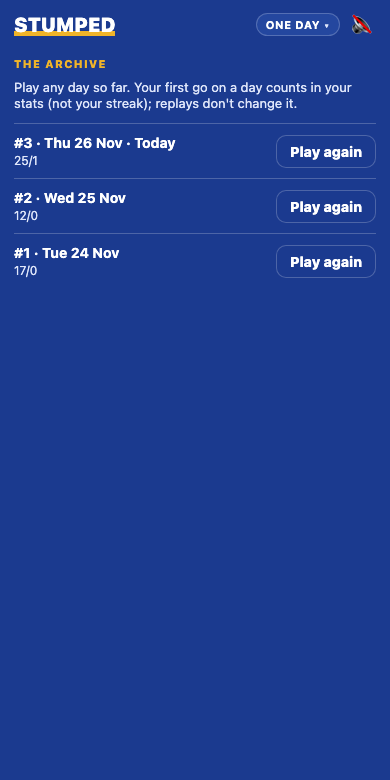 STUMPED
ONE DAY ▾
THE ARCHIVE
Play any day so far. Your first go on a day counts in your
stats (not your streak); replays don't change it.
#3 · Thu 26 Nov · Today
25/1
Play again
#2 · Wed 25 Nov
12/0
Play again
#1 · Tue 24 Nov
17/0
Play again